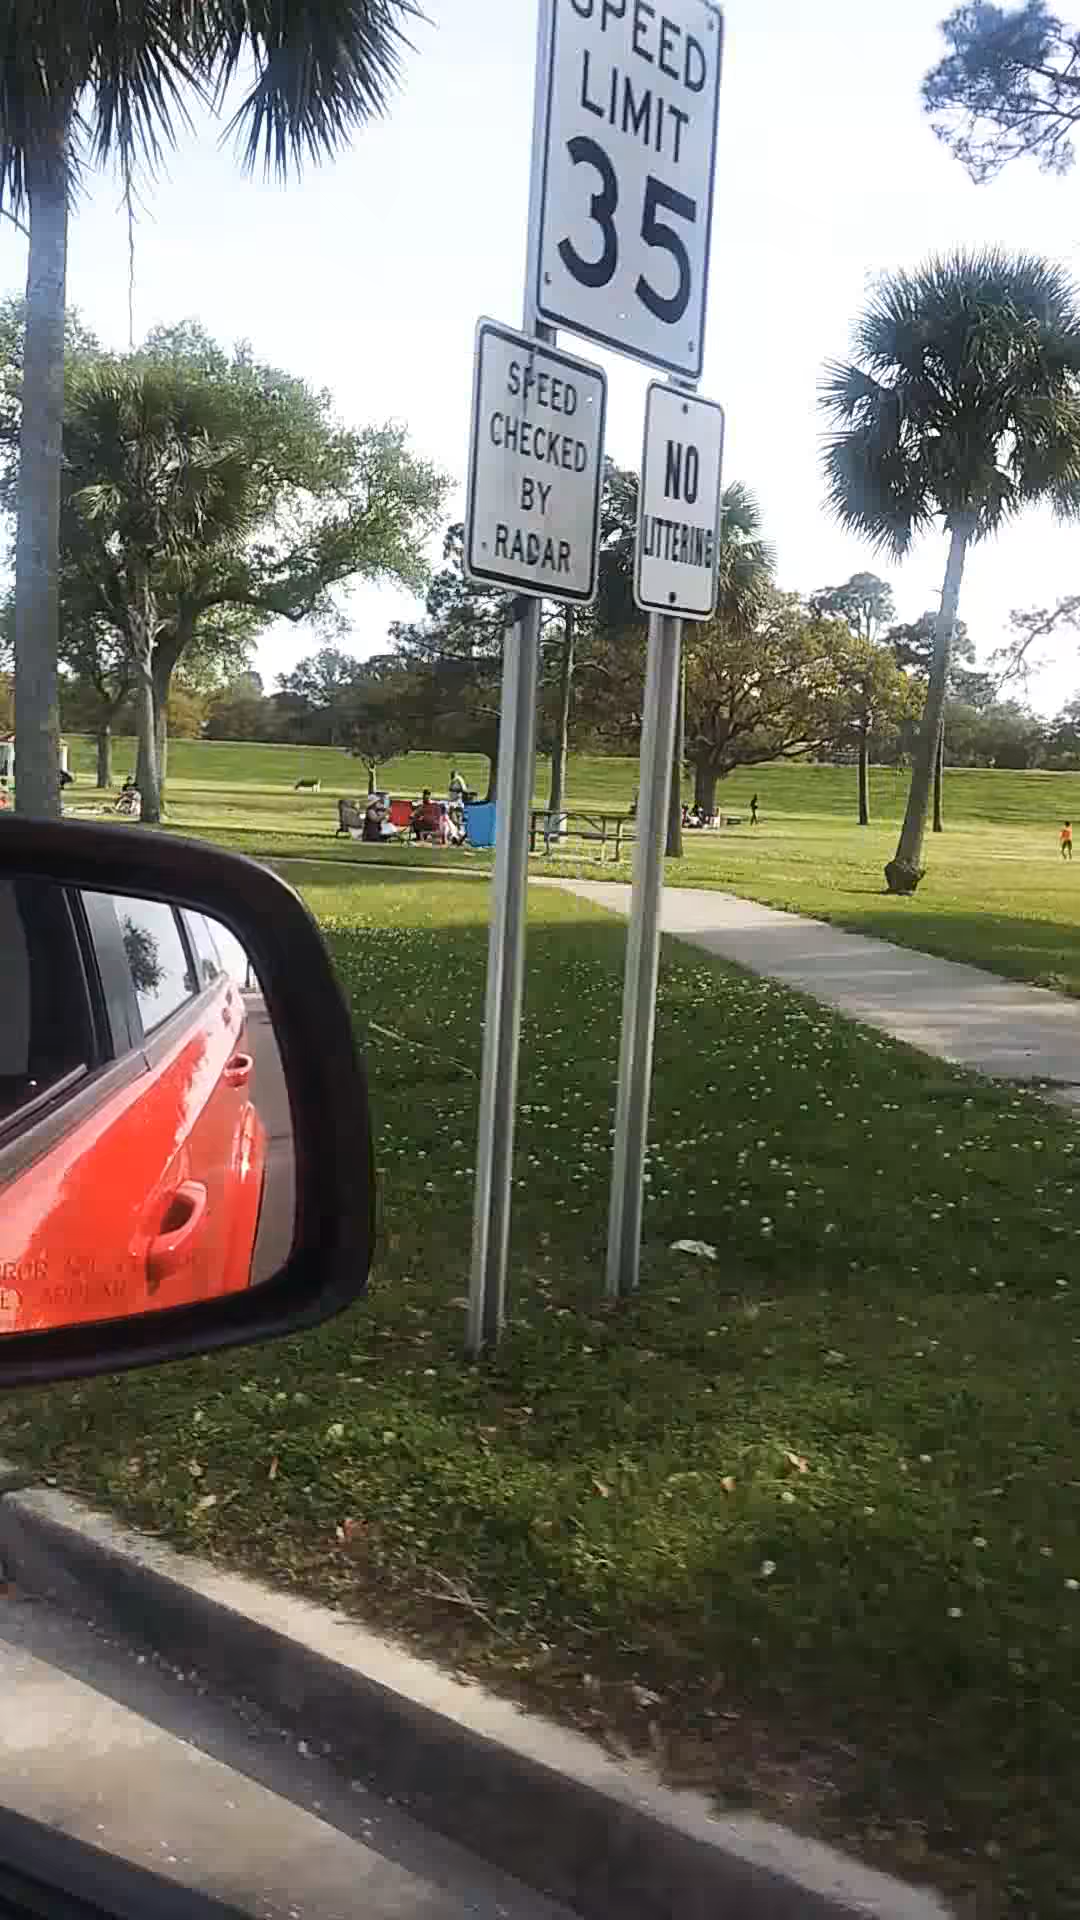 SPEED
LIMIT
35
SPEED
CHECKED
BY
RADAR
NO
LITTERING